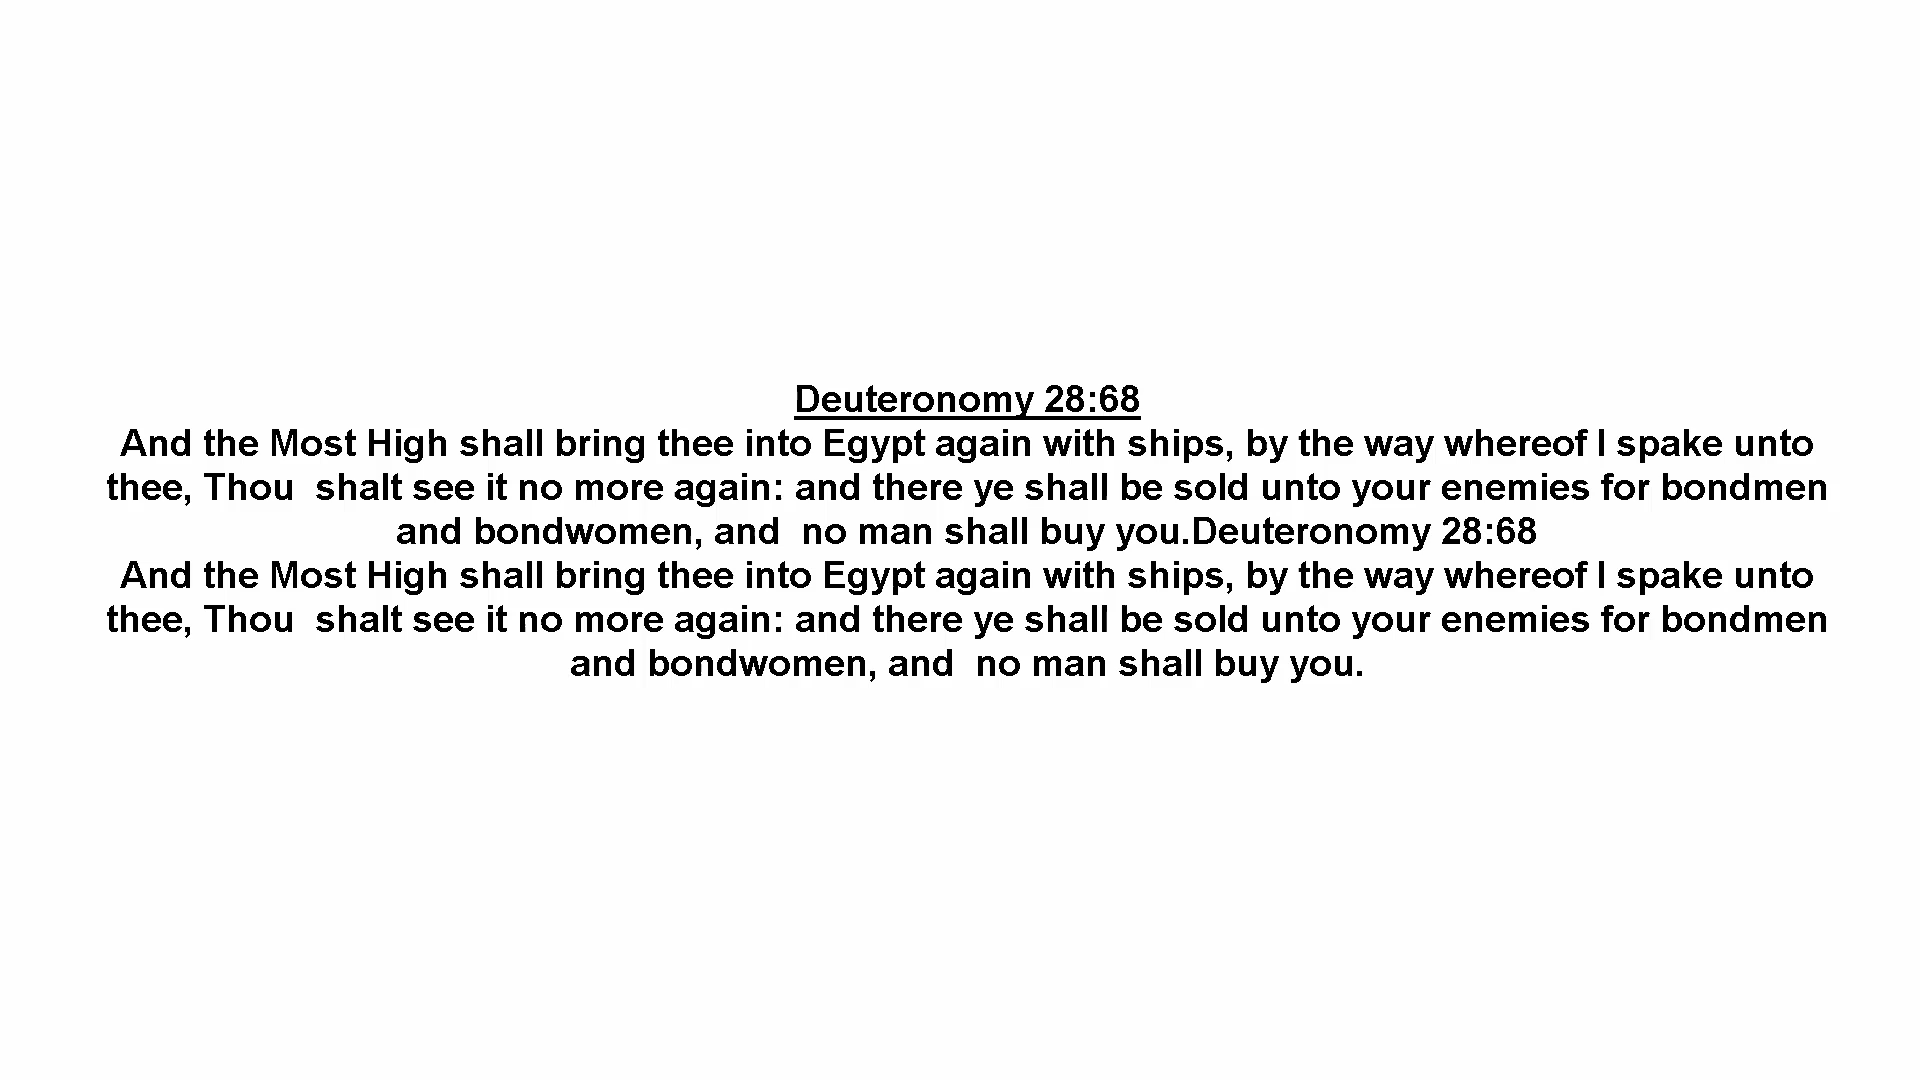 Deuteronomy 28:68
And the Most High shall bring thee into Egypt again with ships, by the way whereof I spake unto
thee, Thou  shalt see it no more again: and there ye shall be sold unto your enemies for bondmen
and bondwomen, and  no man shall buy you.Deuteronomy 28:68
And the Most High shall bring thee into Egypt again with ships, by the way whereof I spake unto
thee, Thou  shalt see it no more again: and there ye shall be sold unto your enemies for bondmen
and bondwomen, and  no man shall buy you.